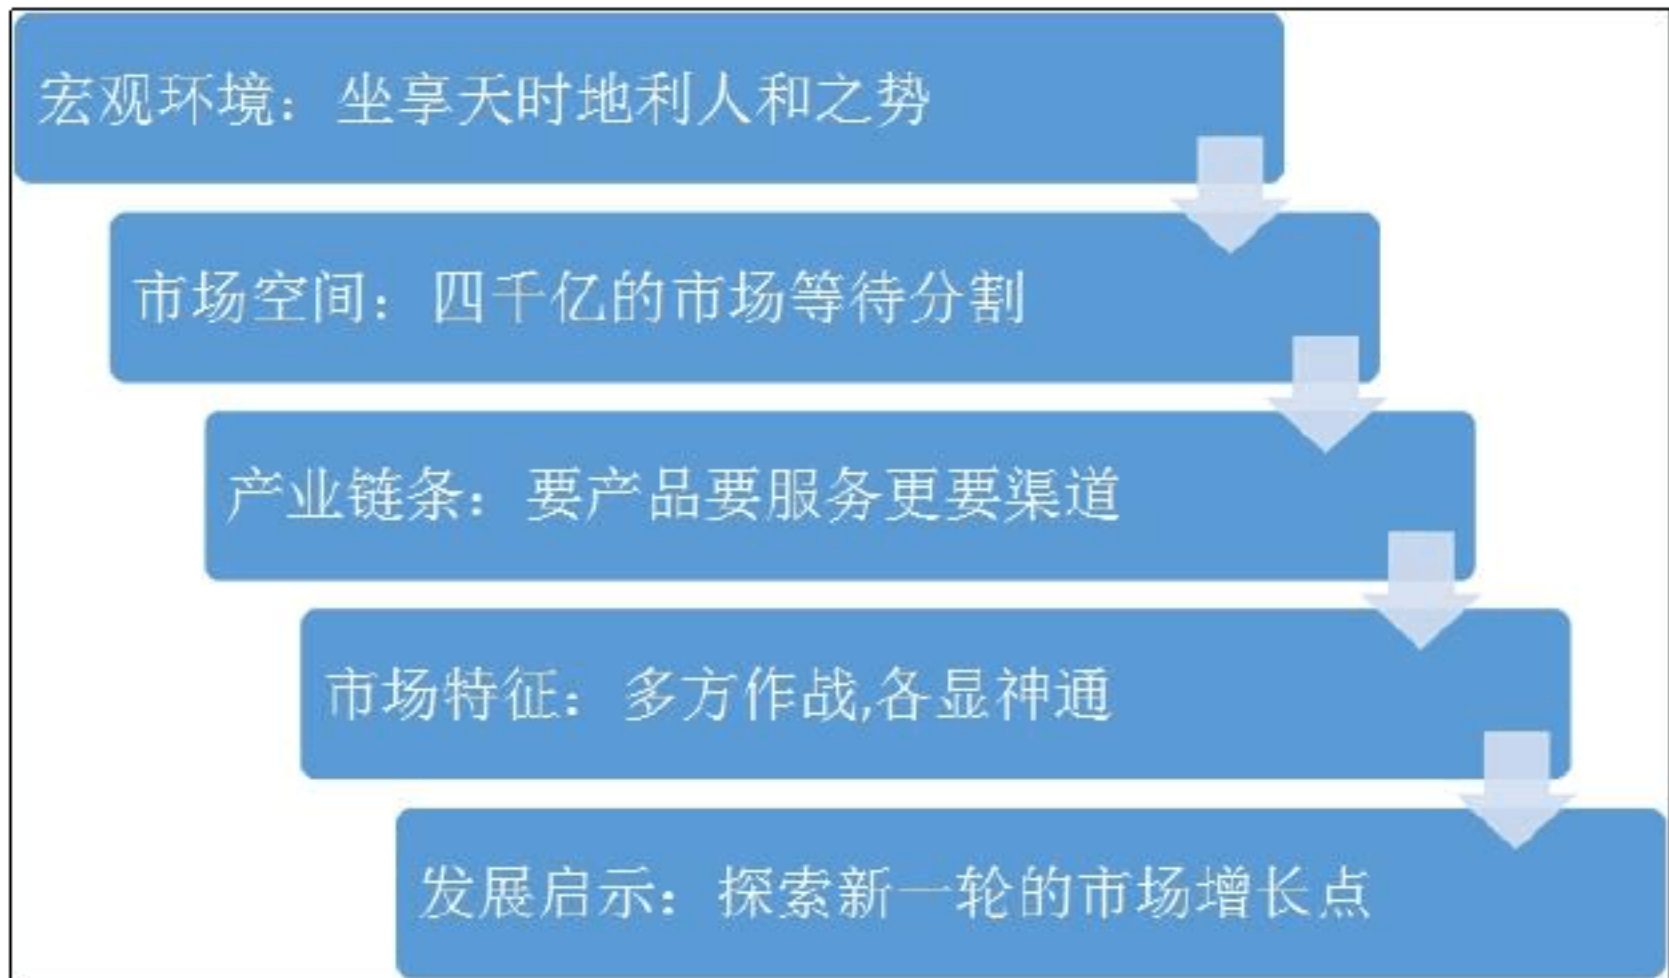 宏观环境：坐享天时地利人和之势
市场空间：四千亿的市场等待分割
产业链条：要产品要服务更要渠道
市场特征：多方作战,各显神通
发展启示：探索新一轮的市场增长点